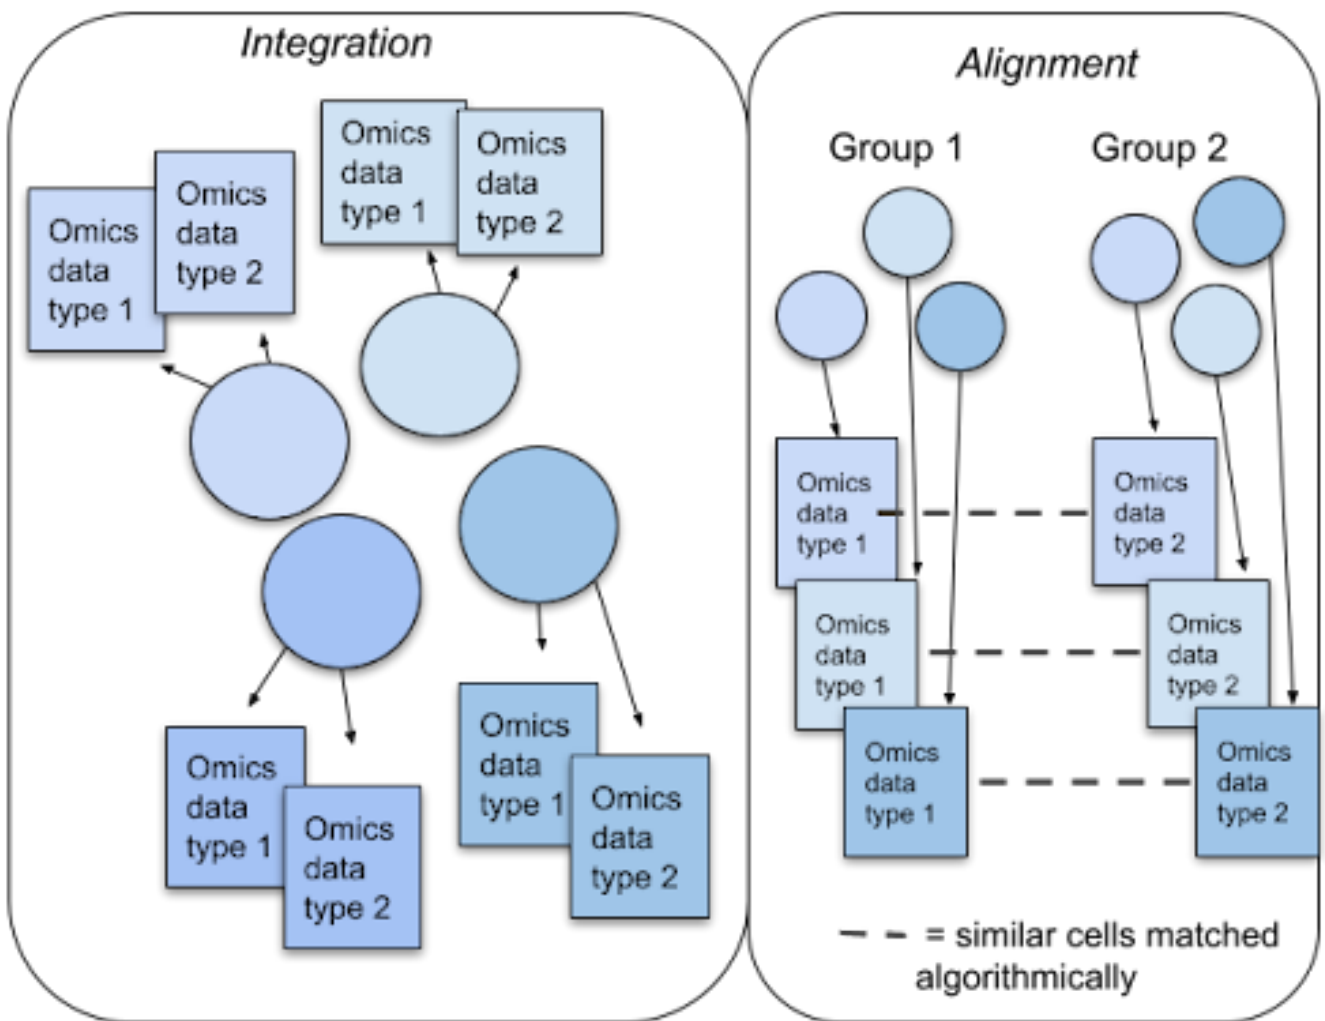 Integration
Omics
data
type 1
Omics
data
type 2
Omics
data
type 1
Omics
data
type 2
Omics
data
type 1
Omics
data
type 2
Omics
data
type 1
Omics
data
type 2
Alignment
Group 1
Group 2
Omics
data
type 1
Omics
data
type 2
Omics
data
type 1
Omics
data
type 2
Omics
data
type 1
Omics
data
type 2
= similar cells matched
algorithmically